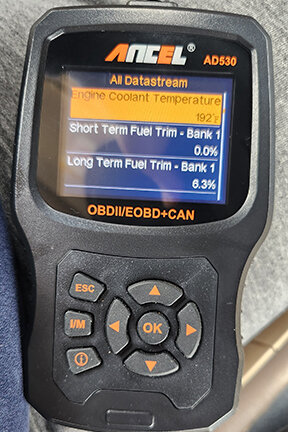 ANCEL®
AD530
All Datastream
Engine Coolant Temperature
192°F
Short Term Fuel Trim - Bank 1
0.0%
Long Term Fuel Trim - Bank 1
6.3%
OBDII/EOBD+CAN
ESC
I/M
OK
i